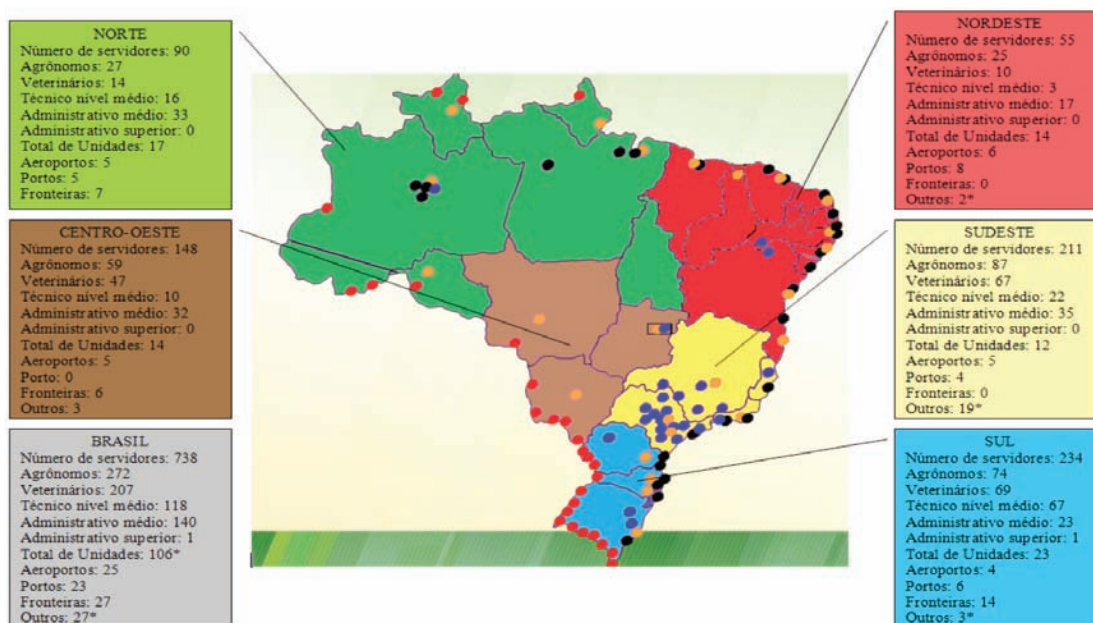 NORTE
Número de servidores: 90
Agrônomos: 27
Veterinários: 14
Técnico nível médio: 16
Administrativo médio: 33
Administrativo superior: 0
Total de Unidades: 17
Aeroportos: 5
Portos: 5
Fronteiras: 7
CENTRO-OESTE
Número de servidores: 148
Agrônomos: 59
Veterinários: 47
Técnico nível médio: 10
Administrativo médio: 32
Administrativo superior: 0
Total de Unidades: 14
Aeroportos: 5
Porto: 0
Fronteiras: 6
Outros: 3
BRASIL
Número de servidores: 738
Agrônomos: 272
Veterinários: 207
Técnico nível médio: 118
Administrativo médio: 140
Administrativo superior: 1
Total de Unidades: 106*
Aeroportos: 25
Portos: 23
Fronteiras: 27
Outros: 27*
NORDESTE
Número de servidores: 55
Agrônomos: 25
Veterinários: 10
Técnico nível médio: 3
Administrativo médio: 17
Administrativo superior: 0
Total de Unidades: 14
Aeroportos: 6
Portos: 8
Fronteiras: 0
Outros: 2*
SUDESTE
Número de servidores: 211
Agrônomos: 87
Veterinários: 67
Técnico nível médio: 22
Administrativo médio: 35
Administrativo superior: 0
Total de Unidades: 12
Aeroportos: 5
Portos: 4
Fronteiras: 0
Outros: 19*
SUL
Número de servidores: 234
Agrônomos: 74
Veterinários: 69
Técnico nível médio: 67
Administrativo médio: 23
Administrativo superior: 1
Total de Unidades: 23
Aeroportos: 4
Portos: 6
Fronteiras: 14
Outros: 3*